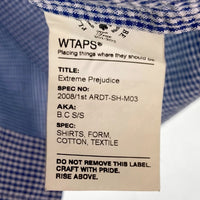 WTAPS®
Placing things where they should be
TITLE:
Extreme Prejudice
SPEC NO:
2008/1st ARDT-SH-M03
AKA:
B.C S/S
SPEC:
SHIRTS, FORM,
COTTON, TEXTILE
DO NOT REMOVE THIS LABEL.
CRAFT WITH PRIDE.
RISE ABOVE.